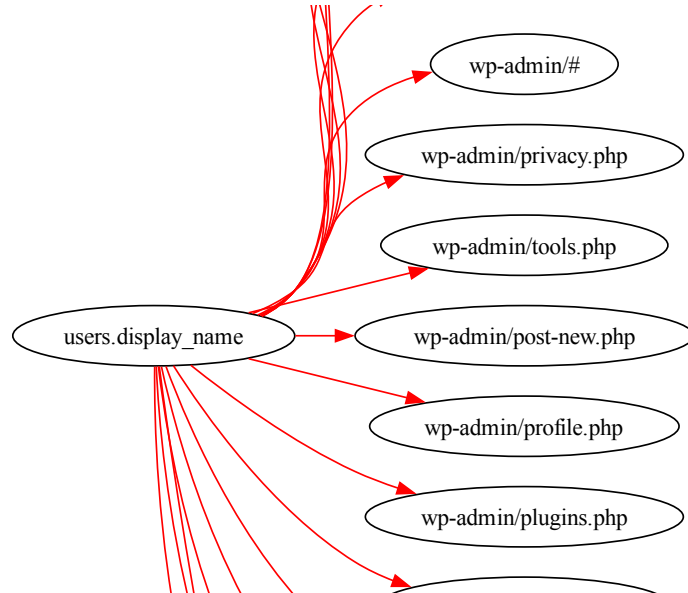 wp-admin/#
wp-admin/privacy.php
wp-admin/tools.php
users.display_name
wp-admin/post-new.php
wp-admin/profile.php
wp-admin/plugins.php